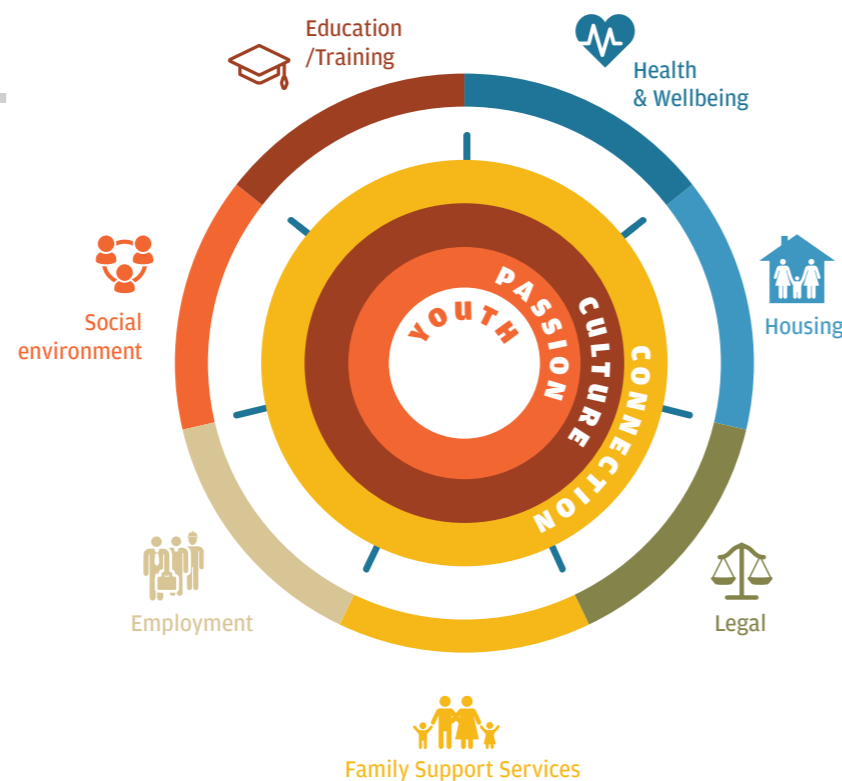 Education
/Training
Health
& Wellbeing
Social
environment
Housing
YOUTH
PASSION
CULTURE
CONNECTION
Employment
Legal
Family Support Services